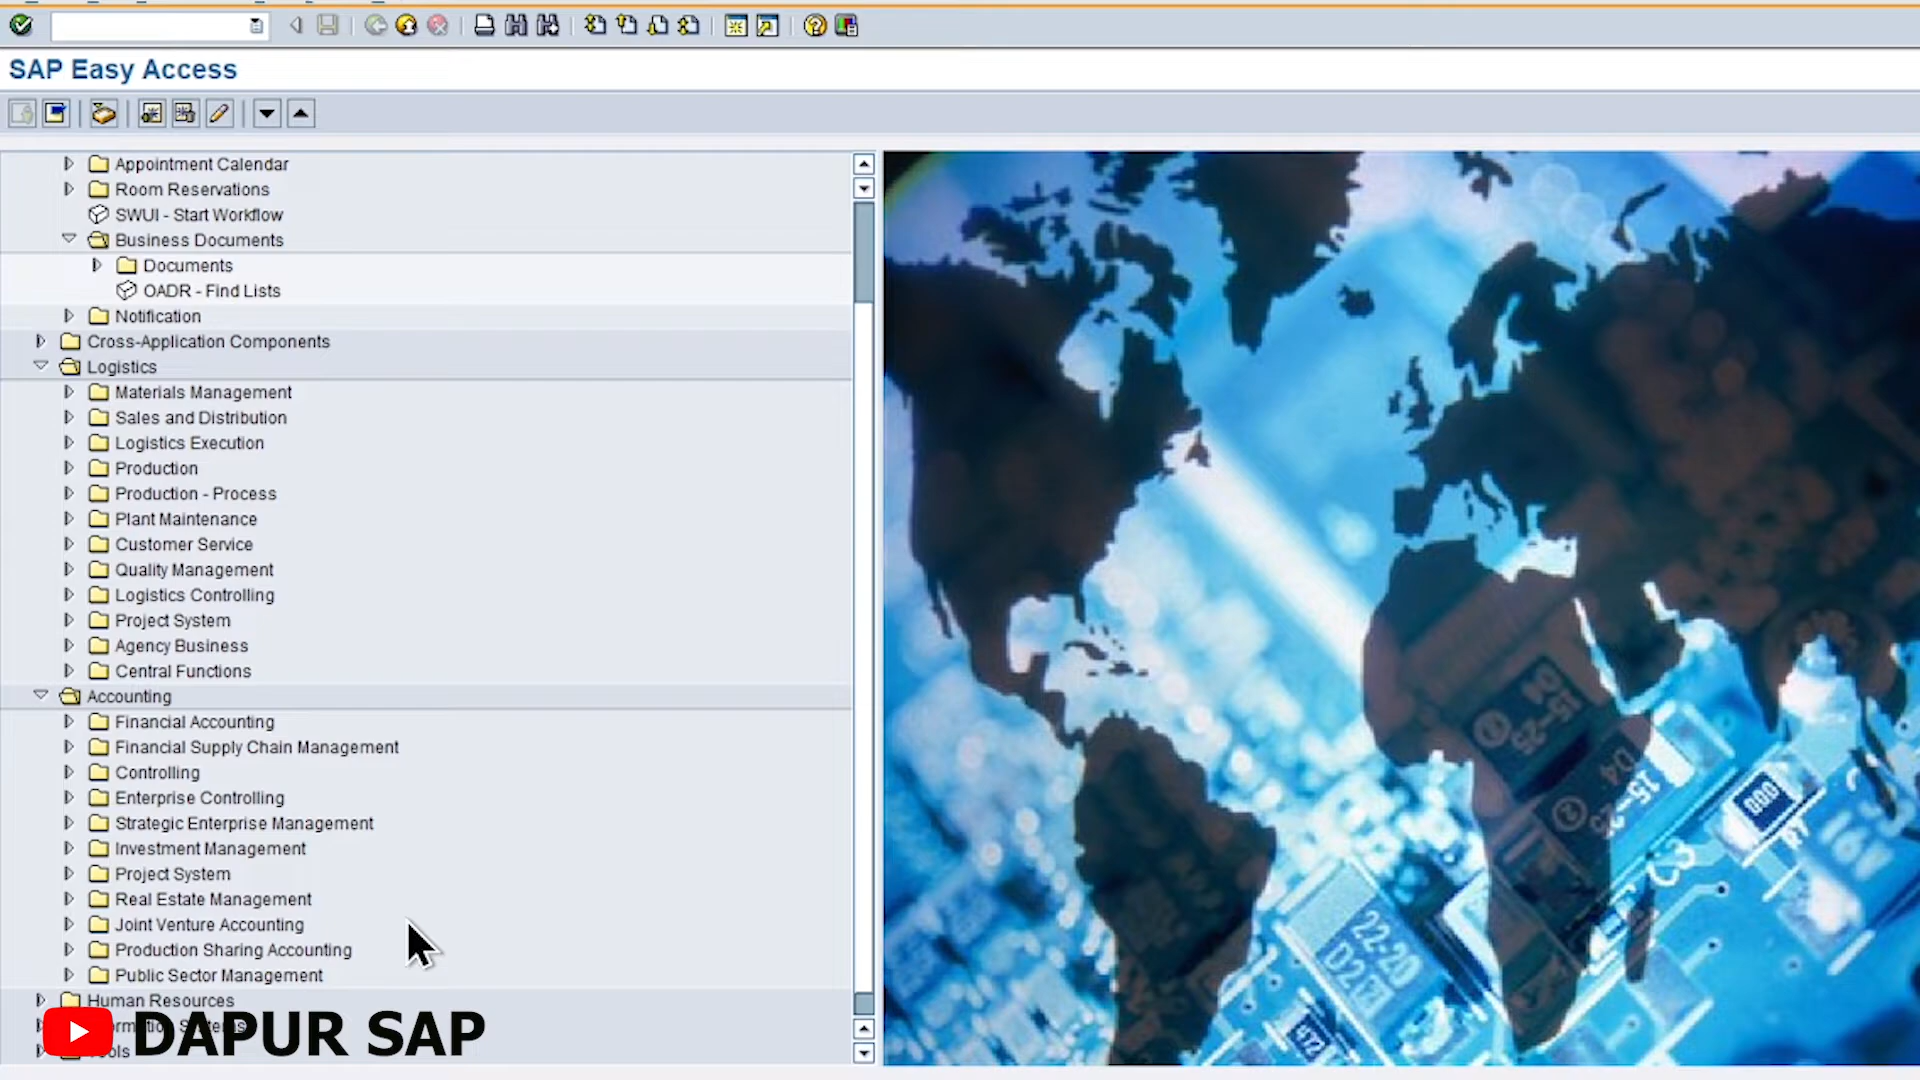 SAP Easy Access
Appointment Calendar
Room Reservations
SWUI - Start Workflow
Business Documents
Documents
OADR - Find Lists
Notification
Cross-Application Components
Logistics
Materials Management
Sales and Distribution
Logistics Execution
Production
Production - Process
Plant Maintenance
Customer Service
Quality Management
Logistics Controlling
Project System
Agency Business
Central Functions
Accounting
Financial Accounting
Financial Supply Chain Management
Controlling
Enterprise Controlling
Strategic Enterprise Management
Investment Management
Project System
Real Estate Management
Joint Venture Accounting
Production Sharing Accounting
Public Sector Management
Human Resources
DAPUR SAP
22-20
000